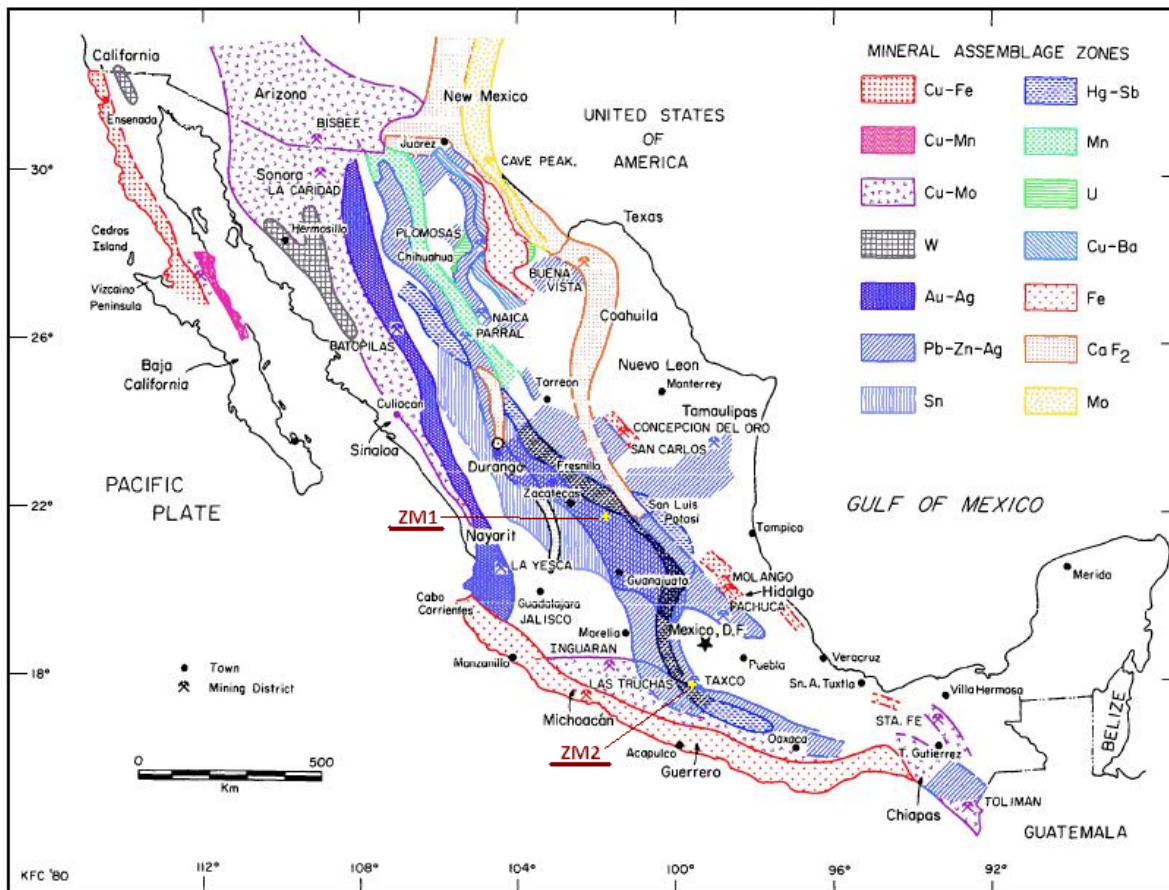 California
Arizona
New Mexico
Ensenada
BISBEE
Juarez
CAVE PEAK.
UNITED STATES
OF
AMERICA
30°
Sonora
LA CARIDAD
Texas
Hermosillo
Cedros
Island
PLOMOSAS
Chihuahua
BUENA
VISTA
Vizcaino
Peninsula
NAICA
Coahuila
26°
BATOPILAS
PARRAL
Baja
California
Torreon
Nuevo Leon
Monterrey
Culiacan
Sinaloa
Tamaulipas
CONCEPCION DEL ORO
SAN CARLOS
Durango
Fresnillo
PACIFIC
PLATE
GULF OF MEXICO
22°
Zacatecas
San Luis
Potosí
ZM1
Tampico
Nayarit
LA YESCA
Guanajuato
MOLANGO
Hidalgo
PACHUCA
Merida
Cabo
Corrientes
Guadalajara
JALISCO
Morelia
Mexico, D.F.
INGUARAN
Manzanillo
Puebla
Veracruz
18°
LAS TRUCHAS
TAXCO
Sn. A. Tuxtla
Villa Hermosa
Michoacán
STA. FE
BELIZE
ZM2
Acapulco
Oaxaca
T. Gutierrez
Guerrero
Chiapas
TOLIMAN
GUATEMALA
Town
Mining District
0
500
Km
112°
108°
104°
100°
96°
92°
KFC '80
MINERAL ASSEMBLAGE ZONES
Cu-Fe
Hg-Sb
Cu-Mn
Mn
Cu-Mo
U
W
Cu-Ba
Au-Ag
Fe
Pb-Zn-Ag
Ca F2
Sn
Mo